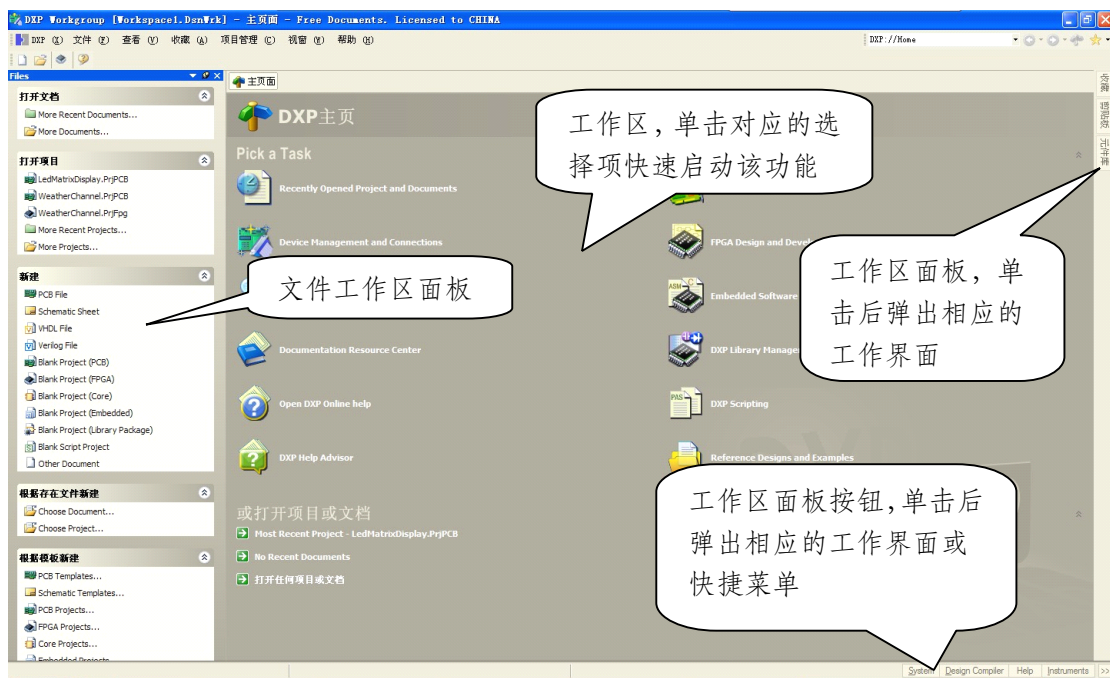 DXP Workgroup [Workspace1.DsnWrk] - 主页面 - Free Documents. Licensed to CHINA
DXP (X) 文件 (F) 查看 (V) 收藏 (A) 项目管理 (C) 视窗 (W) 帮助 (H)
DXP://Home
Files
主页面
打开文档
More Recent Documents...
More Documents...
打开项目
LedMatrixDisplay.PrjPCB
WeatherChannel.PrjPCB
WeatherChannel.PrjFpg
More Recent Projects...
More Projects...
新建
PCB File
Schematic Sheet
VHDL File
Verilog File
Blank Project (PCB)
Blank Project (FPGA)
Blank Project (Core)
Blank Project (Embedded)
Blank Project (Library Package)
Blank Script Project
Other Document
根据存在文件新建
Choose Document...
Choose Project...
根据模板新建
PCB Templates...
Schematic Templates...
PCB Projects...
FPGA Projects...
Core Projects...
Embedded Projects
DXP主页
Pick a Task
Recently Opened Project and Documents
Device Management and Connections
Documentation Resource Center
Open DXP Online help
DXP Help Advisor
FPGA Design and
Embedded Software
DXP Library
DXP Scripting
Reference Designs and Examples
或打开项目或文档
Most Recent Project - LedMatrixDisplay.PrjPCB
No Recent Documents
打开任何项目或文档
工作区，单击对应的选
择项快速启动该功能
文件工作区面板
工作区面板，单
击后弹出相应的
工作界面
工作区面板按钮，单击后
弹出相应的工作界面或
快捷菜单
收藏
剪贴板
元件库
System Design Compiler Help Instruments >>